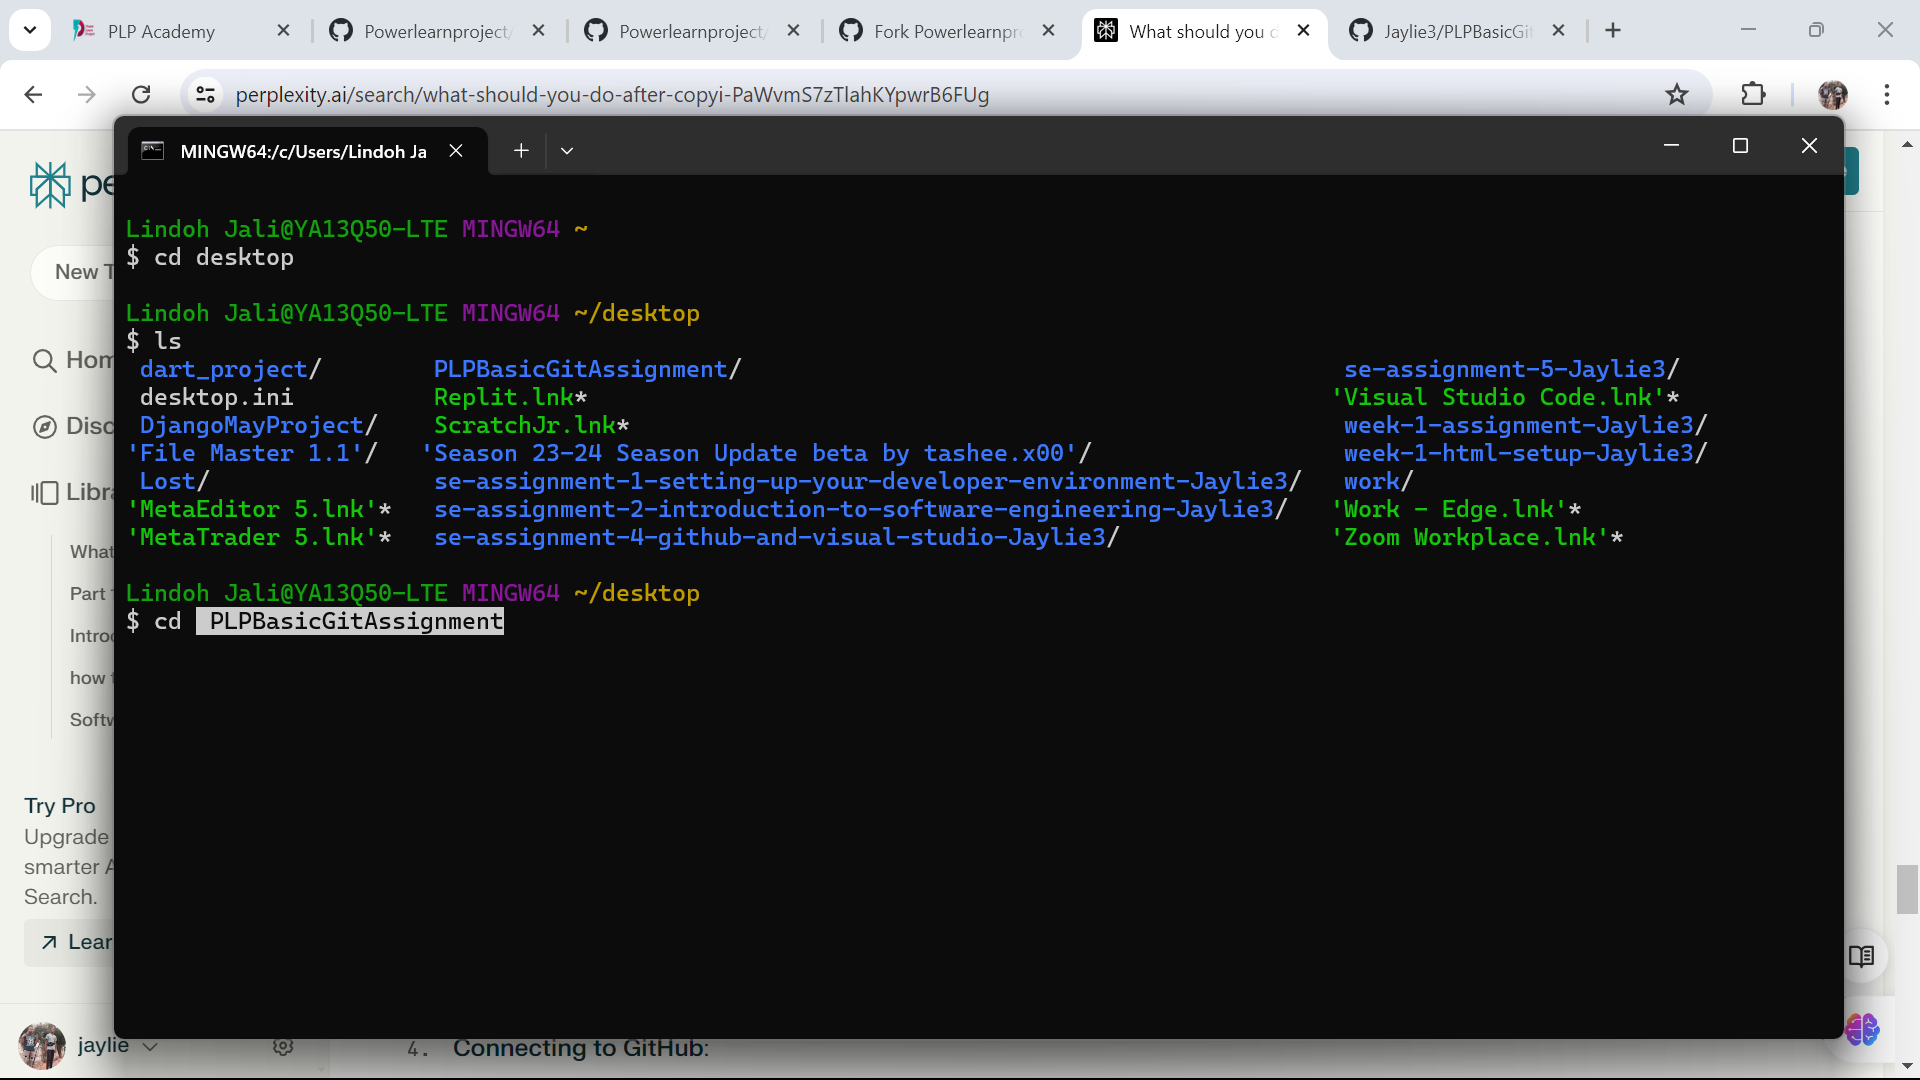 PLP Academy
Powerlearnproject/
Powerlearnproject/
Fork Powerlearnpro
What should you d
Jaylie3/PLPBasicGit
perplexity.ai/search/what-should-you-do-after-copyi-PaWvmS7zTlahKYpwrB6FUg
MINGW64:/c/Users/Lindoh Ja
pe
New T
Hom
Disc
Libra
What
Part
Intro
how t
Softw
Try Pro
Upgrade
smarter A
Search.
Lear
jaylie
Lindoh Jali@YA13Q50-LTE MINGW64 ~
$ cd desktop
Lindoh Jali@YA13Q50-LTE MINGW64 ~/desktop
$ ls
dart_project/ PLPBasicGitAssignment/ se-assignment-5-Jaylie3/
desktop.ini Replit.lnk* 'Visual Studio Code.lnk'*
DjangoMayProject/ ScratchJr.lnk* week-1-assignment-Jaylie3/
'File Master 1.1'/ 'Season 23-24 Season Update beta by tashee.x00'/ week-1-html-setup-Jaylie3/
Lost/ se-assignment-1-setting-up-your-developer-environment-Jaylie3/ work/
'MetaEditor 5.lnk'* se-assignment-2-introduction-to-software-engineering-Jaylie3/ 'Work - Edge.lnk'*
'MetaTrader 5.lnk'* se-assignment-4-github-and-visual-studio-Jaylie3/ 'Zoom Workplace.lnk'*
Lindoh Jali@YA13Q50-LTE MINGW64 ~/desktop
$ cd  PLPBasicGitAssignment
4. Connecting to GitHub: